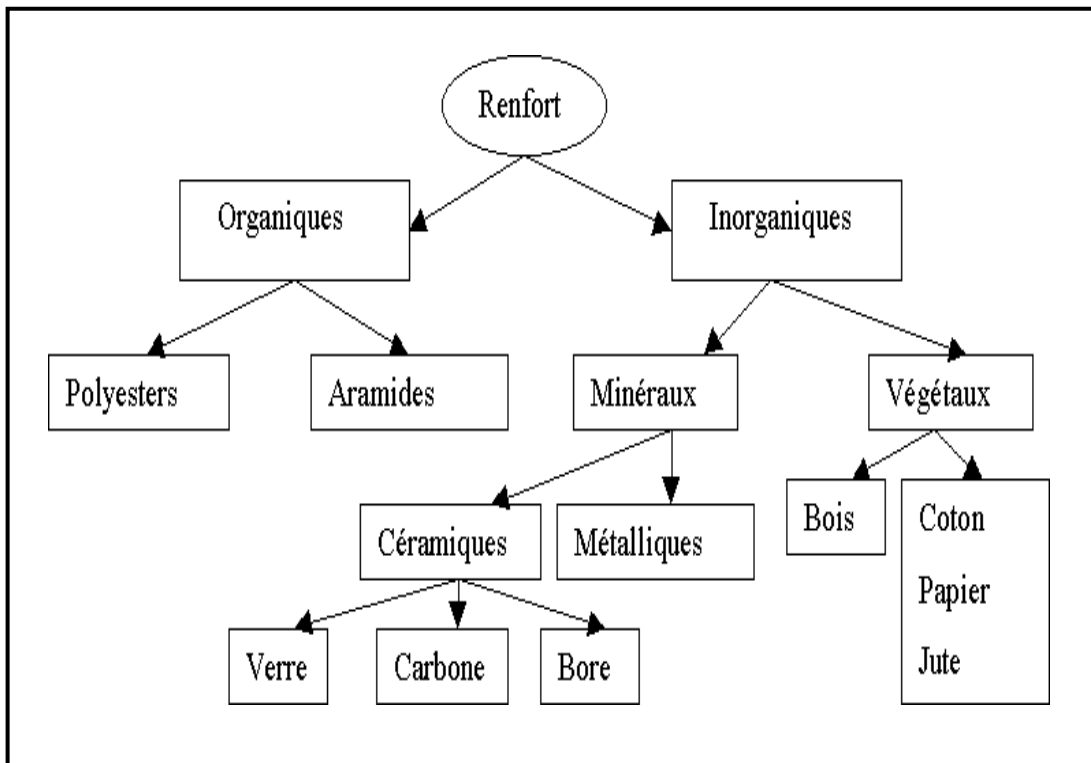 Renfort
Organiques
Inorganiques
Polyesters
Aramides
Minéraux
Végétaux
Céramiques
Métalliques
Bois
Coton
Papier
Jute
Verre
Carbone
Bore